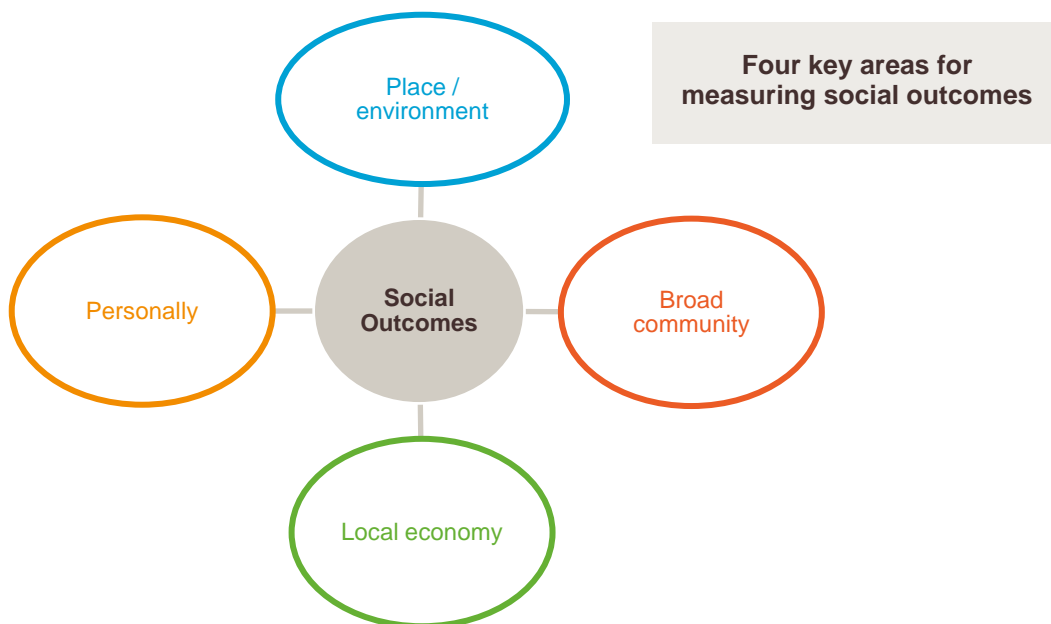 Place /
environment
Four key areas for
measuring social outcomes
Personally
Social
Outcomes
Broad
community
Local economy